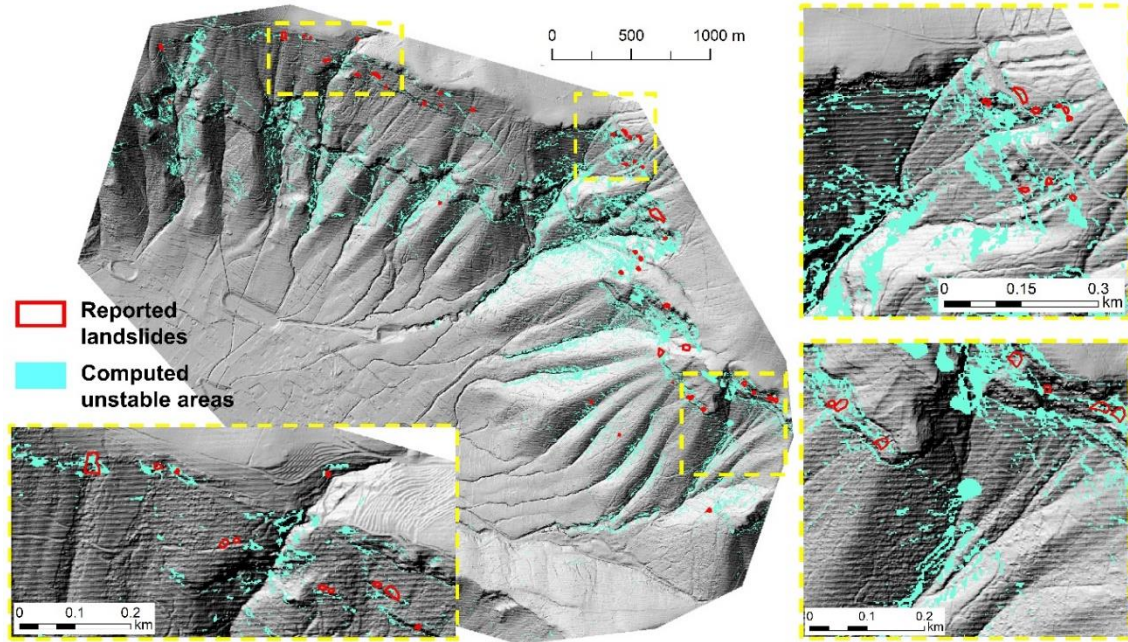 0 500 1000 m
Reported
landslides
Computed
unstable areas
0 0.15 0.3
km
0 0.1 0.2
km
0 0.1 0.2
km